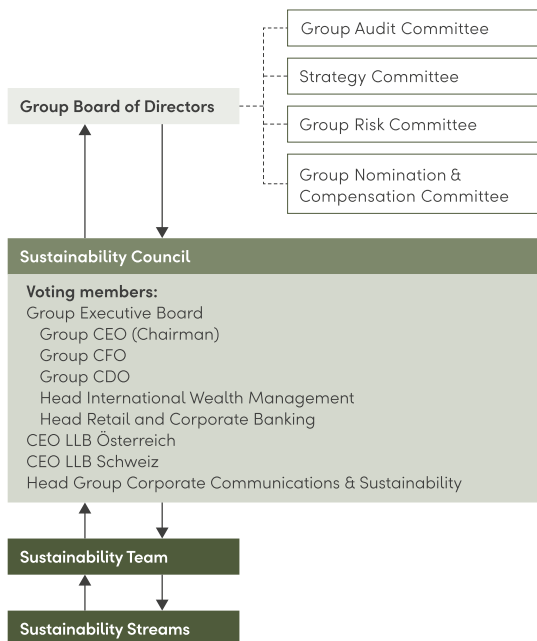 Group Audit Committee
Strategy Committee
Group Board of Directors
Group Risk Committee
Group Nomination &
Compensation Committee
Sustainability Council
Voting members:
Group Executive Board
Group CEO (Chairman)
Group CFO
Group CDO
Head International Wealth Management
Head Retail and Corporate Banking
CEO LLB Österreich
CEO LLB Schweiz
Head Group Corporate Communications & Sustainability
Sustainability Team
Sustainability Streams